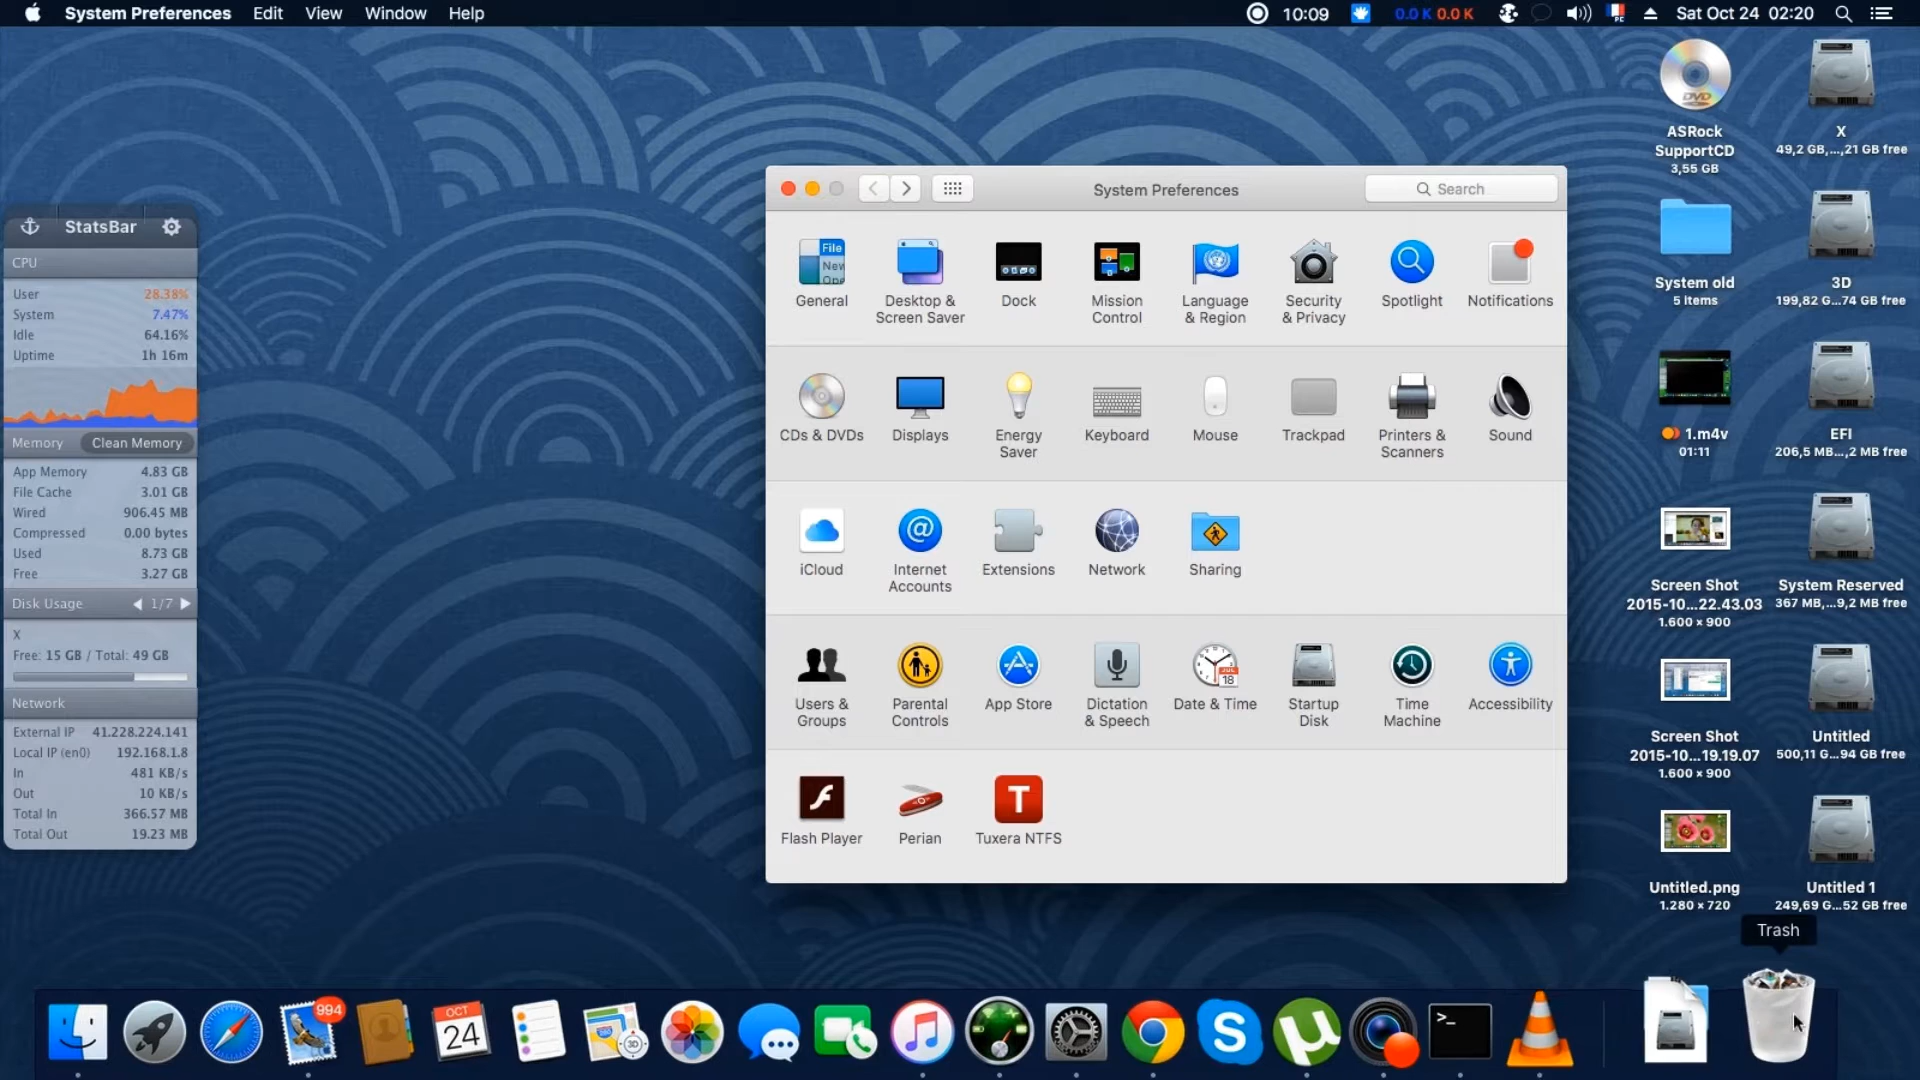 System Preferences Edit View Window Help
10:09 0.0 K 0.0 K PC Sat Oct 24 02:20
StatsBar
CPU
User 28.38%
System 7.47%
Idle 64.16%
Uptime 1h 16m
Memory Clean Memory
App Memory 4.83 GB
File Cache 3.01 GB
Wired 906.45 MB
Compressed 0.00 bytes
Used 8.73 GB
Free 3.27 GB
Disk Usage 1/7
X
Free: 15 GB / Total: 49 GB
Network
External IP 41.228.224.141
Local IP (en0) 192.168.1.8
In 481 KB/s
Out 10 KB/s
Total In 366.57 MB
Total Out 19.23 MB
System Preferences
Search
File
New
Ope
General
Desktop &
Screen Saver
Dock
Mission
Control
Language
& Region
Security
& Privacy
Spotlight
Notifications
CDs & DVDs
Displays
Energy
Saver
Keyboard
Mouse
Trackpad
Printers &
Scanners
Sound
iCloud
@
Internet
Accounts
Extensions
Network
Sharing
Users &
Groups
Parental
Controls
App Store
Dictation
& Speech
JUL
18
Date & Time
Startup
Disk
Time
Machine
Accessibility
Flash Player
Perian
T
Tuxera NTFS
DVD
ASRock
SupportCD
3,55 GB
X
49,2 GB,...,21 GB free
System old
5 items
3D
199,82 G...74 GB free
1.m4v
01:11
EFI
206,5 MB...,2 MB free
Screen Shot
2015-10...22.43.03
1.600 × 900
System Reserved
367 MB,...9,2 MB free
Screen Shot
2015-10...19.19.07
1.600 × 900
Untitled
500,11 G...94 GB free
Untitled.png
1.280 × 720
Untitled 1
249,69 G...52 GB free
Trash
994
OCT
24
3D
S
µ
>_